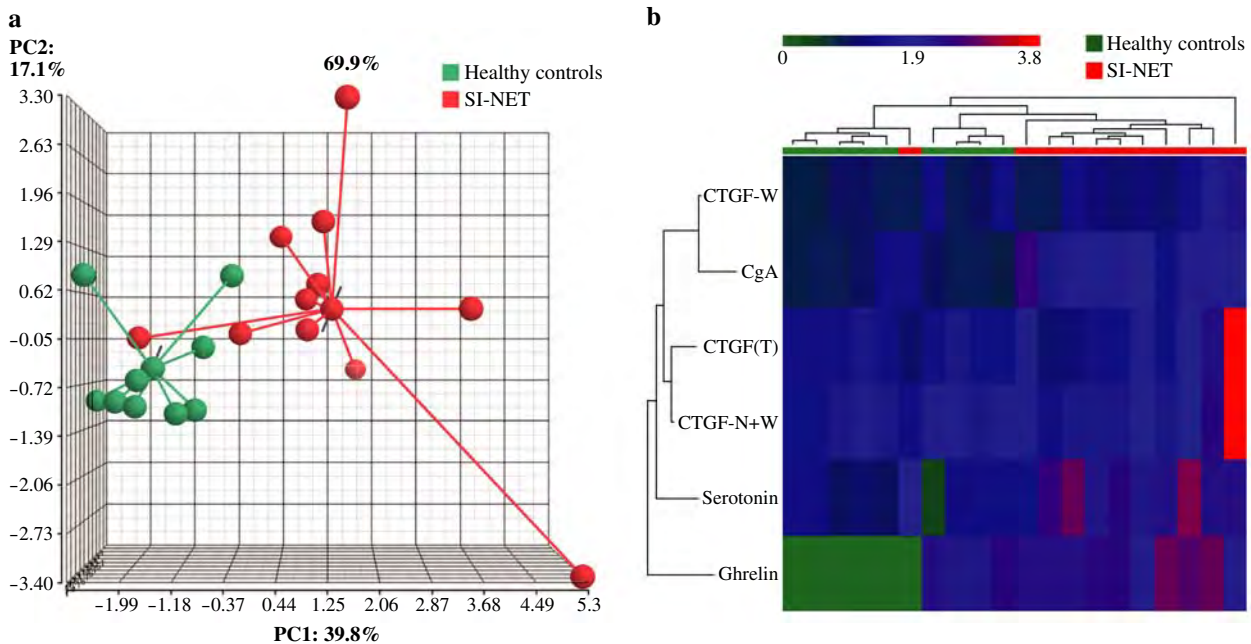 a
PC2:
17.1%
69.9%
Healthy controls
SI-NET
3.30
2.63
1.96
1.29
0.62
−0.05
−0.72
−1.39
−2.06
−2.73
−3.40
−1.99 −1.18 −0.37 0.44 1.25 2.06 2.87 3.68 4.49 5.3
PC1: 39.8%
b
0 1.9 3.8
Healthy controls
SI-NET
CTGF-W
CgA
CTGF(T)
CTGF-N+W
Serotonin
Ghrelin